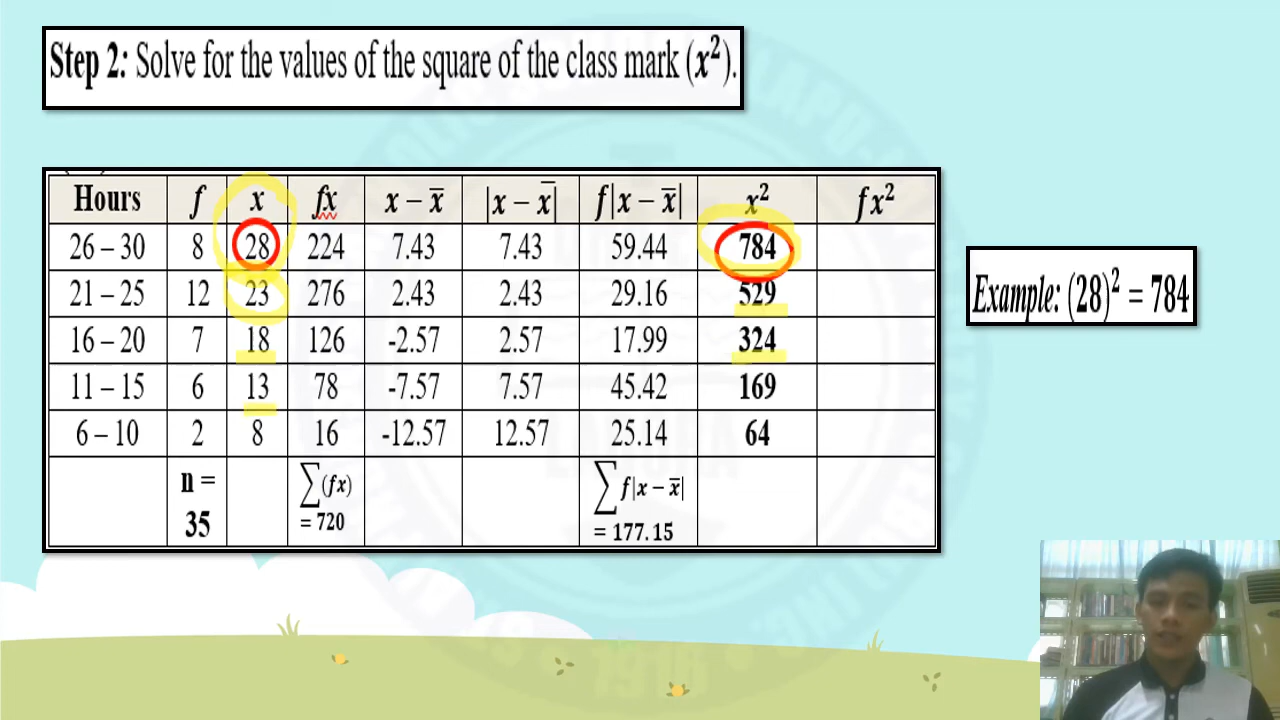 Step 2: Solve for the values of the square of the class mark (x²).
Hours f x fx x − x̄ |x − x̄| f|x − x̄| x² fx²
26 – 30 8 28 224 7.43 7.43 59.44 784
21 – 25 12 23 276 2.43 2.43 29.16 529
16 – 20 7 18 126 -2.57 2.57 17.99 324
11 – 15 6 13 78 -7.57 7.57 45.42 169
6 – 10 2 8 16 -12.57 12.57 25.14 64
n = 35 ∑(fx) = 720 ∑ f|x − x̄| = 177.15
Example: (28)² = 784
1916